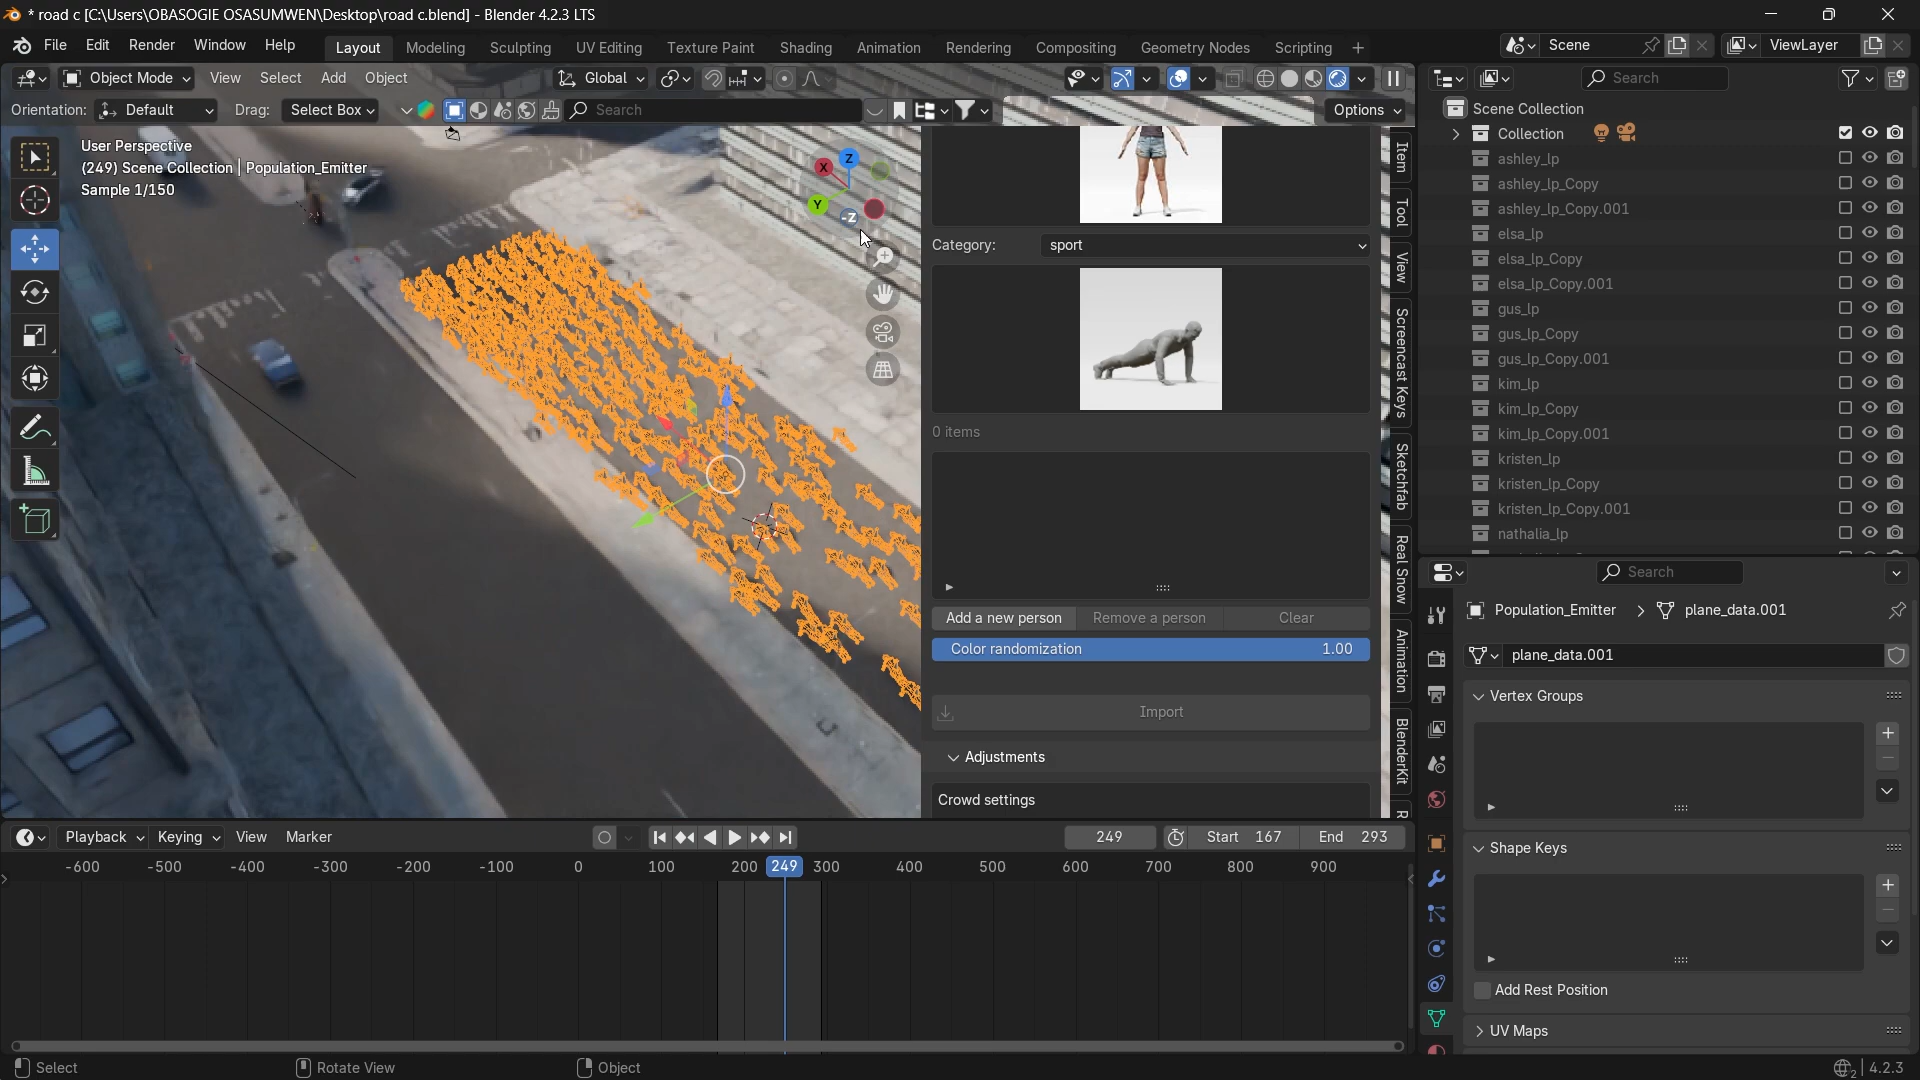 * road c [C:\Users\OBASOGIE OSASUMWEN\Desktop\road c.blend] - Blender 4.2.3 LTS
File Edit Render Window Help Layout Modeling Sculpting UV Editing Texture Paint Shading Animation Rendering Compositing Geometry Nodes Scripting + Scene ViewLayer
Object Mode View Select Add Object Global Search
Orientation: Default Drag: Select Box Search Options
User Perspective
(249) Scene Collection | Population_Emitter
Sample 1/150
X
Z
Y
-Z
Category: sport
0 items
Add a new person Remove a person Clear
Color randomization 1.00
Import
Adjustments
Crowd settings
Item
Tool
View
Screencast Keys
Sketchfab
Real Snow
Animation
BlenderKit
R
Scene Collection
Collection
ashley_lp
ashley_lp_Copy
ashley_lp_Copy.001
elsa_lp
elsa_lp_Copy
elsa_lp_Copy.001
gus_lp
gus_lp_Copy
gus_lp_Copy.001
kim_lp
kim_lp_Copy
kim_lp_Copy.001
kristen_lp
kristen_lp_Copy
kristen_lp_Copy.001
nathalia_lp
Search
Population_Emitter > plane_data.001
plane_data.001
Vertex Groups
Shape Keys
Add Rest Position
UV Maps
Playback Keying View Marker 249 Start 167 End 293
-600 -500 -400 -300 -200 -100 0 100 200 249 300 400 500 600 700 800 900
Select Rotate View Object 2 4.2.3